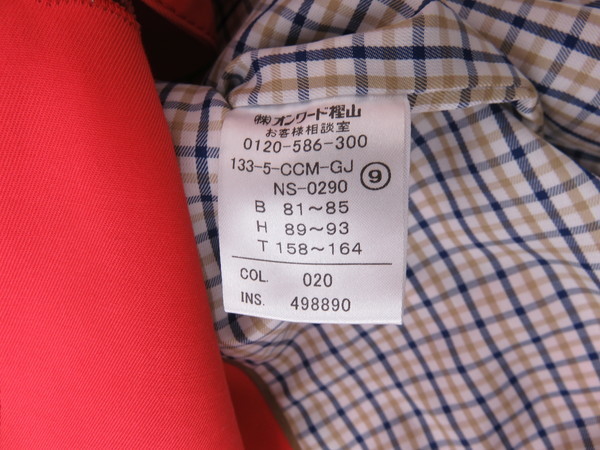 ㈱オンワード樫山
お客様相談室
0120-586-300
133-5-CCM-GJ ⑨
NS-0290
B 81~85
H 89~93
T 158~164
COL. 020
INS. 498890